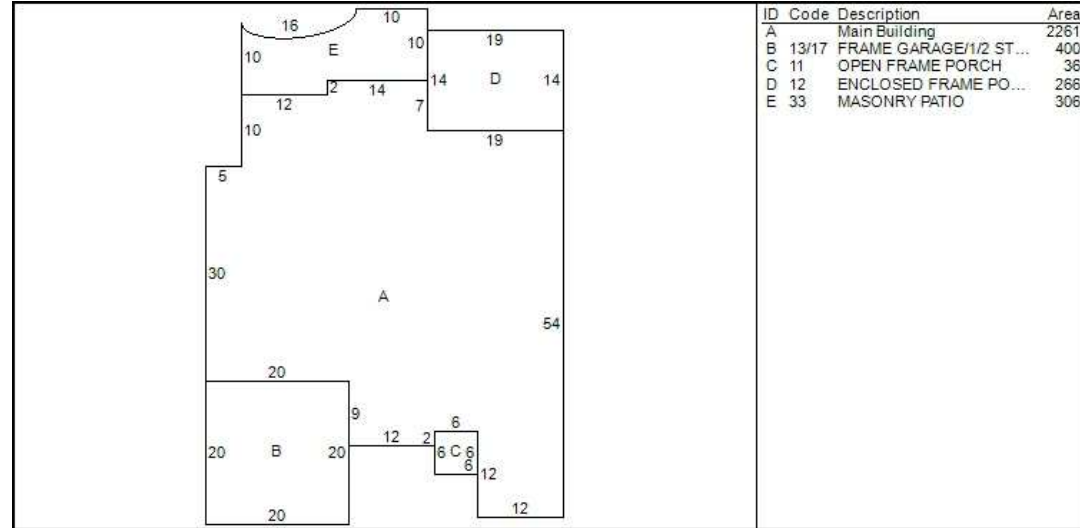 16
10
10
E
10
19
2
14
14
D
14
12
7
10
19
5
30
A
54
20
9
6
12
2
20
B
20
6
C
6
6
12
20
12
ID Code Description Area
A Main Building 2261
B 13/17 FRAME GARAGE/1/2 ST... 400
C 11 OPEN FRAME PORCH 36
D 12 ENCLOSED FRAME PO... 266
E 33 MASONRY PATIO 306